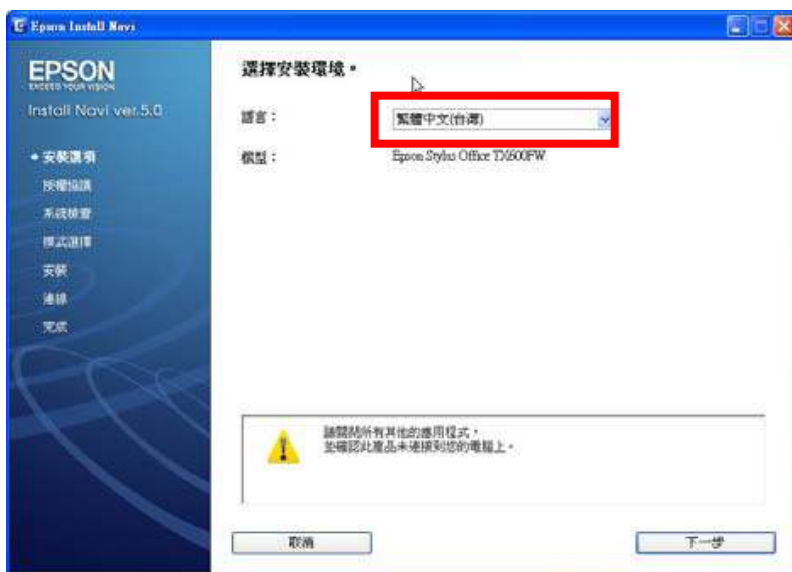 Epson Install Navi
EPSON
EXCEED YOUR VISION
Install Navi ver.5.0
安裝選項
授權協議
系統檢查
模式選擇
安裝
連線
完成
選擇安裝環境。
語言：
繁體中文(台灣)
模型：
Epson Stylus Office TX600FW
請關閉所有其他的應用程式，
並確認此產品未連接到您的電腦上。
取消
下一步